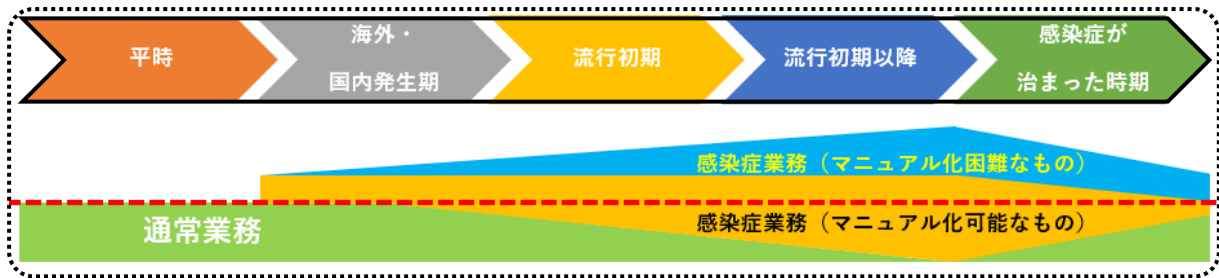 平時
海外・
国内発生期
流行初期
流行初期以降
感染症が
治まった時期
感染症業務（マニュアル化困難なもの）
通常業務
感染症業務（マニュアル化可能なもの）